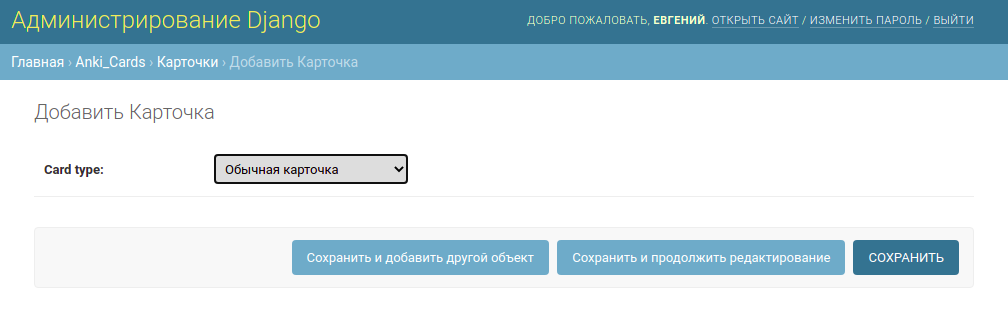 Администрирование Django
ДОБРО ПОЖАЛОВАТЬ, ЕВГЕНИЙ. ОТКРЫТЬ САЙТ / ИЗМЕНИТЬ ПАРОЛЬ / ВЫЙТИ
Главная › Anki_Cards › Карточки › Добавить Карточка
Добавить Карточка
Card type:
Обычная карточка
Сохранить и добавить другой объект
Сохранить и продолжить редактирование
СОХРАНИТЬ